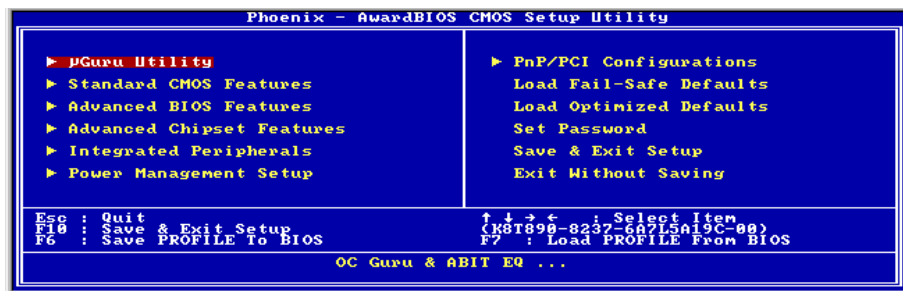 Phoenix - AwardBIOS CMOS Setup Utility
▶ µGuru Utility
▶ Standard CMOS Features
▶ Advanced BIOS Features
▶ Advanced Chipset Features
▶ Integrated Peripherals
▶ Power Management Setup
▶ PnP/PCI Configurations
Load Fail-Safe Defaults
Load Optimized Defaults
Set Password
Save & Exit Setup
Exit Without Saving
Esc : Quit
F10 : Save & Exit Setup
F6 : Save PROFILE To BIOS
↑ ↓ → ← : Select Item
(K8T890-8237-6A7L5A19C-00)
F7 : Load PROFILE From BIOS
OC Guru & ABIT EQ ...